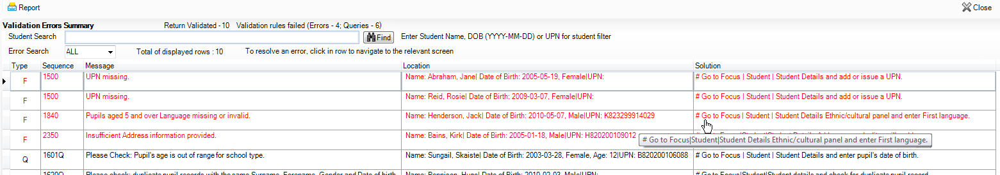 Report Close
Validation Errors Summary Return Validated - 10 Validation rules failed (Errors - 4; Queries - 6)
Student Search Find Enter Student Name, DOB (YYYY-MM-DD) or UPN for student filter
Error Search ALL Total of displayed rows : 10 To resolve an error, click in row to navigate to the relevant screen
Type Sequence Message Location Solution
F 1500 UPN missing. Name: Abraham, Jane| Date of Birth: 2005-05-19, Female|UPN: # Go to Focus | Student | Student Details and add or issue a UPN.
F 1500 UPN missing. Name: Reid, Rosie| Date of Birth: 2009-03-07, Female|UPN: # Go to Focus | Student | Student Details and add or issue a UPN.
F 1840 Pupils aged 5 and over Language missing or invalid. Name: Henderson, Jack| Date of Birth: 2010-05-07, Male|UPN: K823299914029 # Go to Focus | Student | Student Details Ethnic/cultural panel and enter First language.
F 2350 Insufficient Address information provided. Name: Bains, Kirk| Date of Birth: 2005-01-18, Male|UPN: H820200109012
# Go to Focus|Student|Student Details Ethnic/cultural panel and enter First language.
Q 1601Q Please Check: Pupil's age is out of range for school type. Name: Sungail, Skaiste| Date of Birth: 2003-03-28, Female, Age: 12|UPN: B820200106088 # Go to Focus | Student | Student Details and enter pupil's date of birth.
1620Q Please check: duplicate pupil records with the same Surname, Forename, Gender and Date of birth Name: Bennison, Hugo| Date of Birth: 2010-02-03, Male|UPN: # Go to Focus|Student|Student details and check for duplicate pupil record.